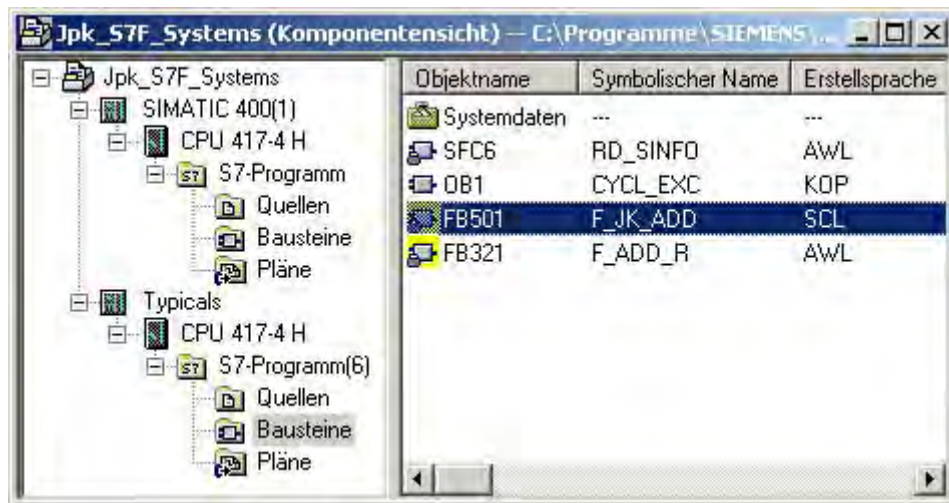 Jpk_S7F_Systems (Komponentensicht) -- C:\Programme\SIEMENS\...
Jpk_S7F_Systems
SIMATIC 400(1)
CPU 417-4 H
S7-Programm
Quellen
Bausteine
Pläne
Typicals
CPU 417-4 H
S7-Programm(6)
Quellen
Bausteine
Pläne
Objektname Symbolischer Name Erstellsprache
Systemdaten --- ---
SFC6 RD_SINFO AWL
OB1 CYCL_EXC KOP
FB501 F_JK_ADD SCL
FB321 F_ADD_R AWL